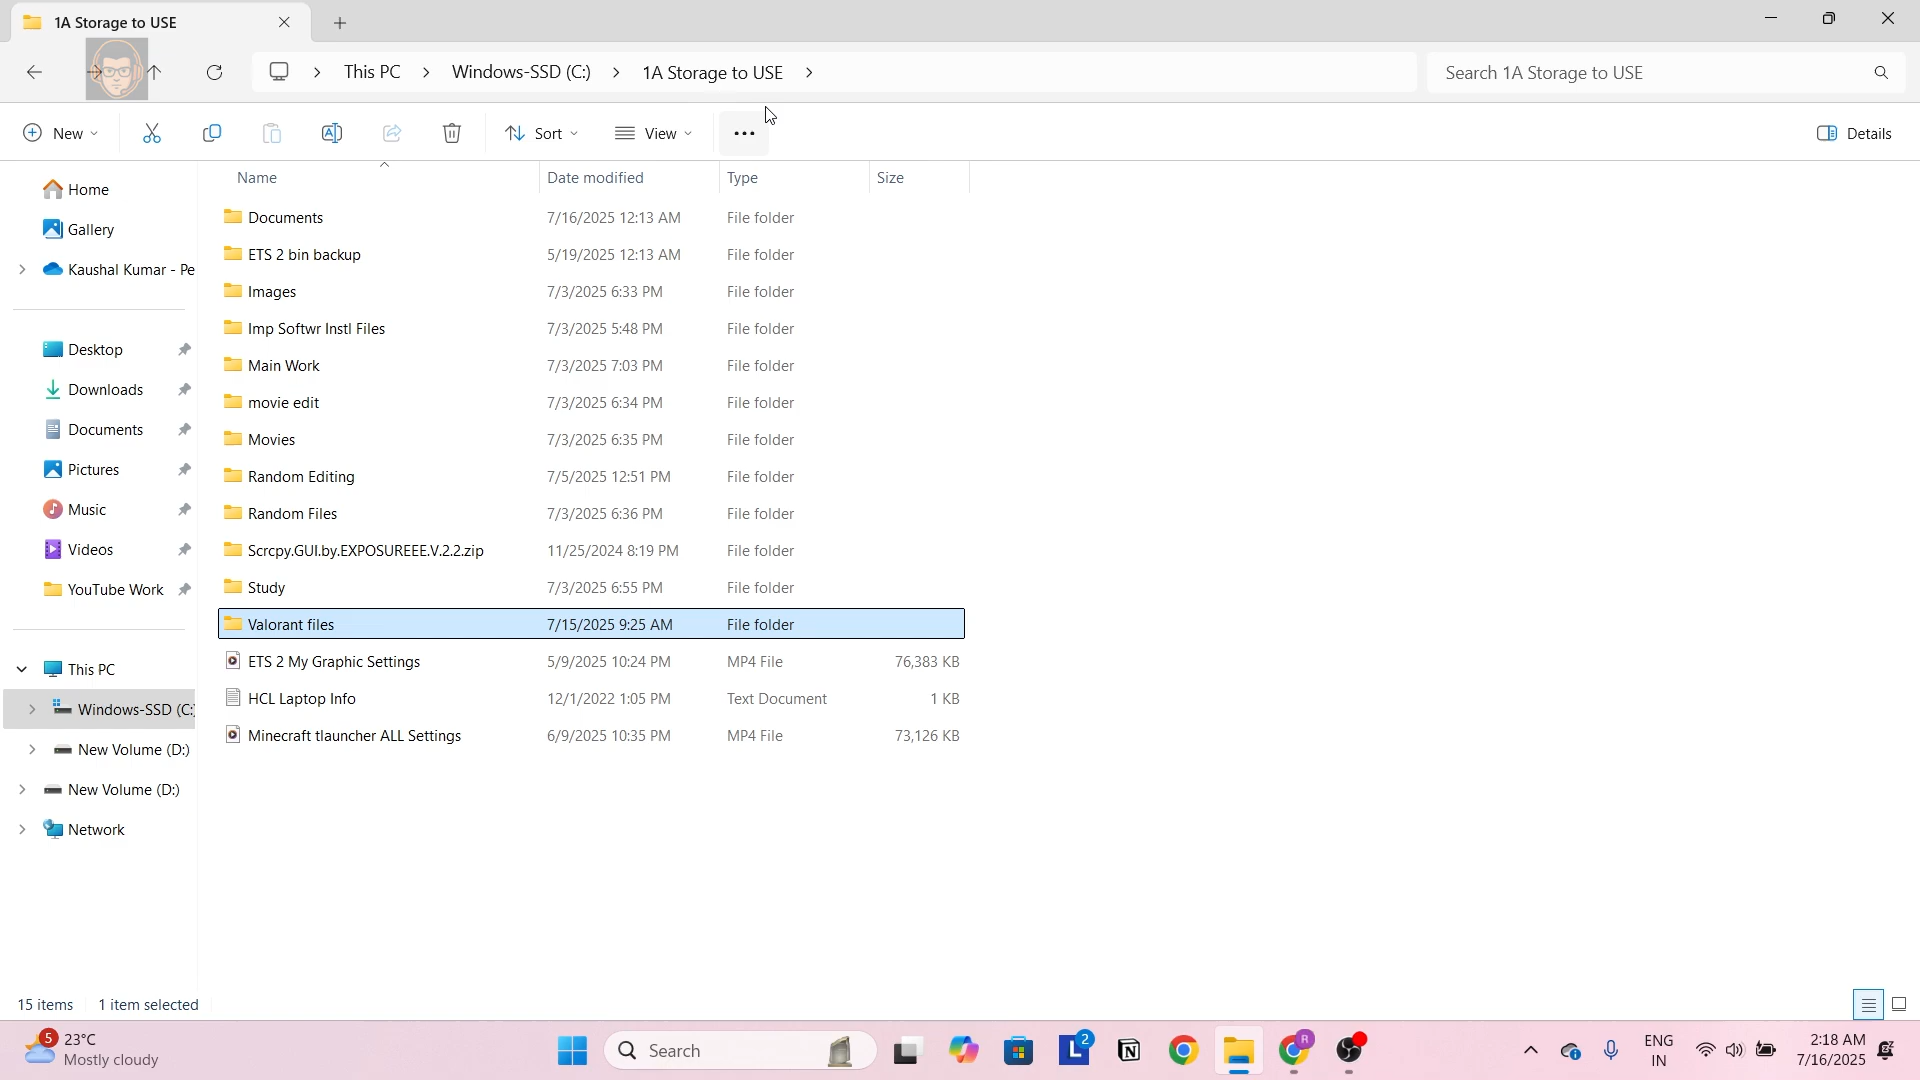 1A Storage to USE
This PC
Windows-SSD (C:)
1A Storage to USE
Search 1A Storage to USE
New
Sort
View
Details
Name
Date modified
Type
Size
Home
Gallery
Kaushal Kumar - Pe
Desktop
Downloads
Documents
Pictures
Music
Videos
YouTube Work
This PC
Windows-SSD (C:
New Volume (D:)
New Volume (D:)
Network
Documents 7/16/2025 12:13 AM File folder
ETS 2 bin backup 5/19/2025 12:13 AM File folder
Images 7/3/2025 6:33 PM File folder
Imp Softwr Instl Files 7/3/2025 5:48 PM File folder
Main Work 7/3/2025 7:03 PM File folder
movie edit 7/3/2025 6:34 PM File folder
Movies 7/3/2025 6:35 PM File folder
Random Editing 7/5/2025 12:51 PM File folder
Random Files 7/3/2025 6:36 PM File folder
Scrcpy.GUI.by.EXPOSUREEE.V.2.2.zip 11/25/2024 8:19 PM File folder
Study 7/3/2025 6:55 PM File folder
Valorant files 7/15/2025 9:25 AM File folder
ETS 2 My Graphic Settings 5/9/2025 10:24 PM MP4 File 76,383 KB
HCL Laptop Info 12/1/2022 1:05 PM Text Document 1 KB
Minecraft tlauncher ALL Settings 6/9/2025 10:35 PM MP4 File 73,126 KB
15 items 1 item selected
5
23°C
Mostly cloudy
Search
L
2
N
R
ENG
IN
2:18 AM
7/16/2025